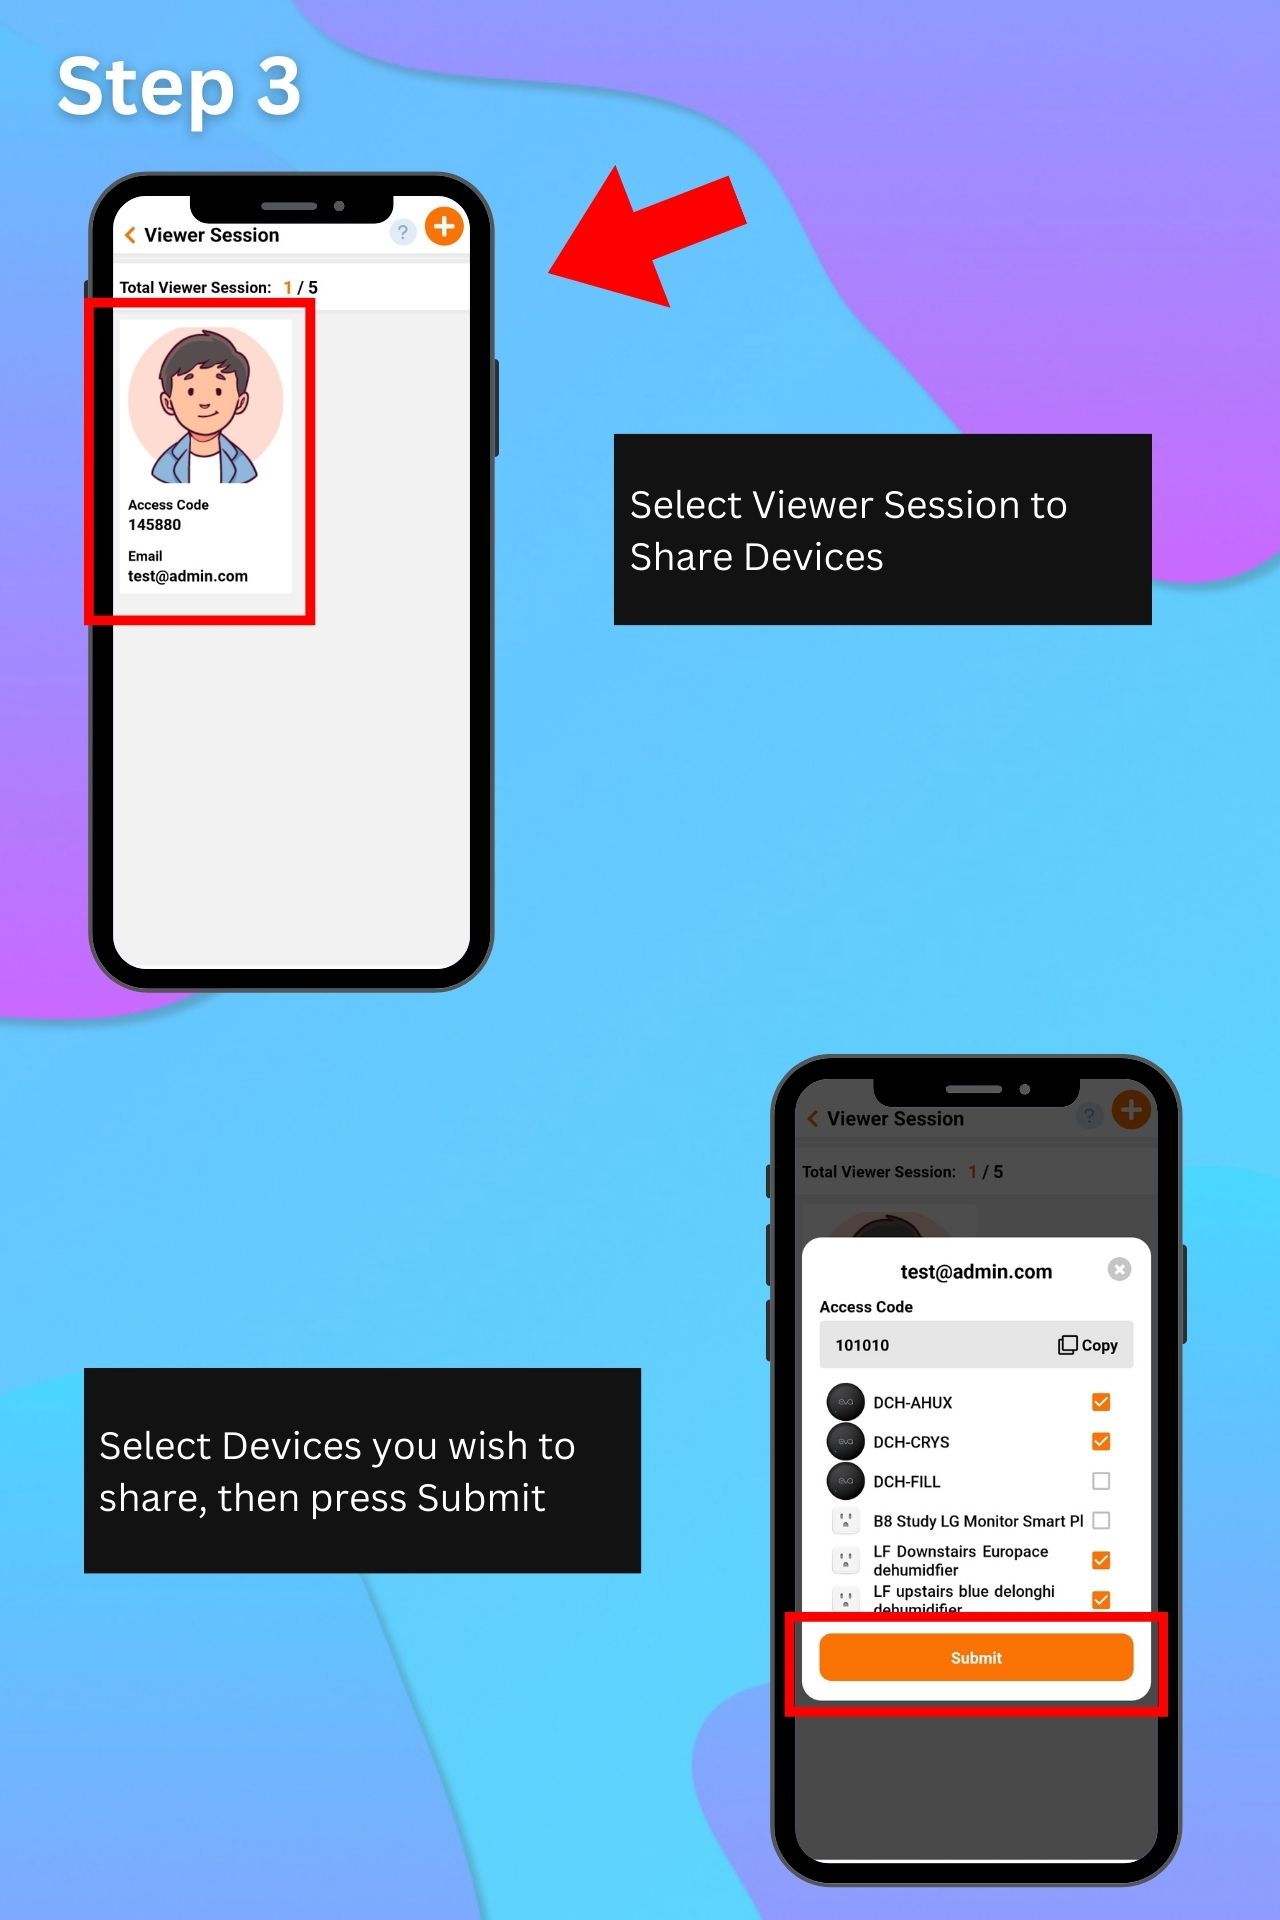 Step 3
Viewer Session
?
Total Viewer Session: 1 / 5
Access Code
145880
Email
test@admin.com
Select Viewer Session to
Share Devices
Viewer Session
?
Total Viewer Session: 1 / 5
test@admin.com
Access Code
101010 Copy
eva DCH-AHUX
eva DCH-CRYS
eva DCH-FILL
B8 Study LG Monitor Smart Pl
LF Downstairs Europace
dehumidfier
LF upstairs blue delonghi
dehumidifier
Submit
Select Devices you wish to
share, then press Submit